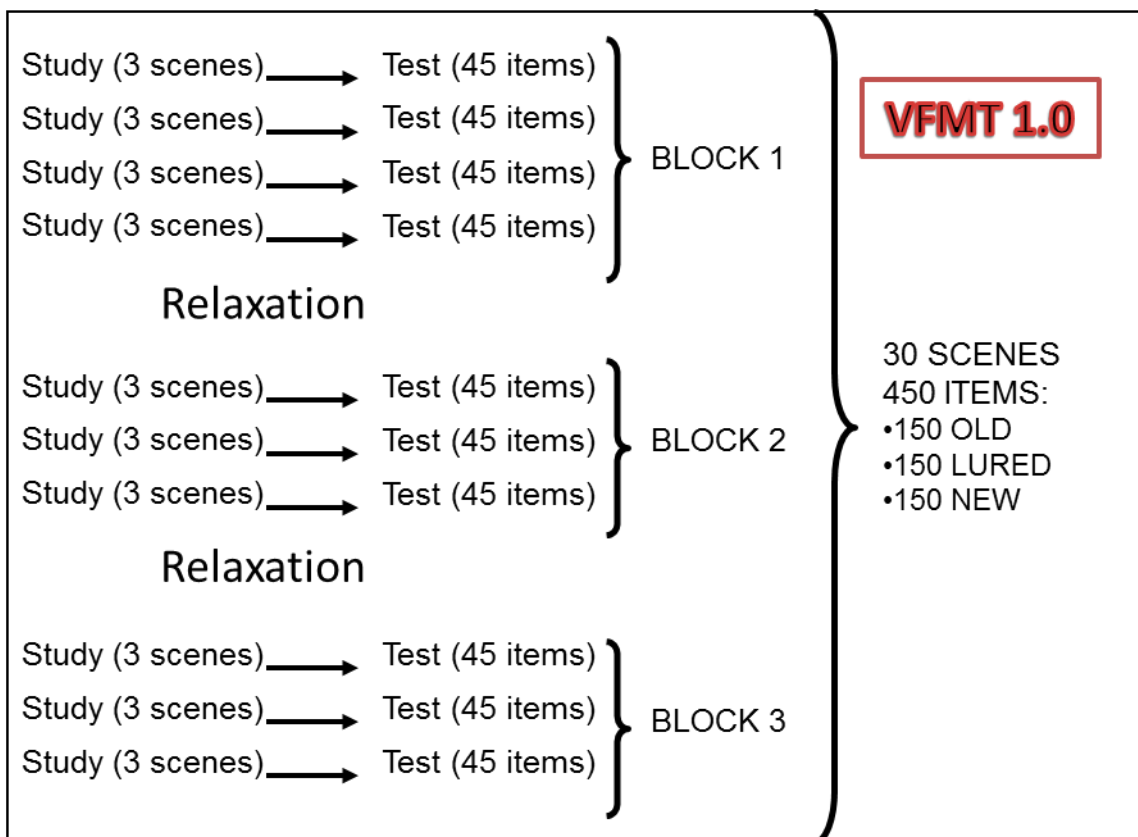 Study (3 scenes) Test (45 items)
Study (3 scenes) Test (45 items)
Study (3 scenes) Test (45 items)
Study (3 scenes) Test (45 items)
BLOCK 1
Relaxation
Study (3 scenes) Test (45 items)
Study (3 scenes) Test (45 items)
Study (3 scenes) Test (45 items)
BLOCK 2
Relaxation
Study (3 scenes) Test (45 items)
Study (3 scenes) Test (45 items)
Study (3 scenes) Test (45 items)
BLOCK 3
VFMT 1.0
30 SCENES
450 ITEMS:
•150 OLD
•150 LURED
•150 NEW